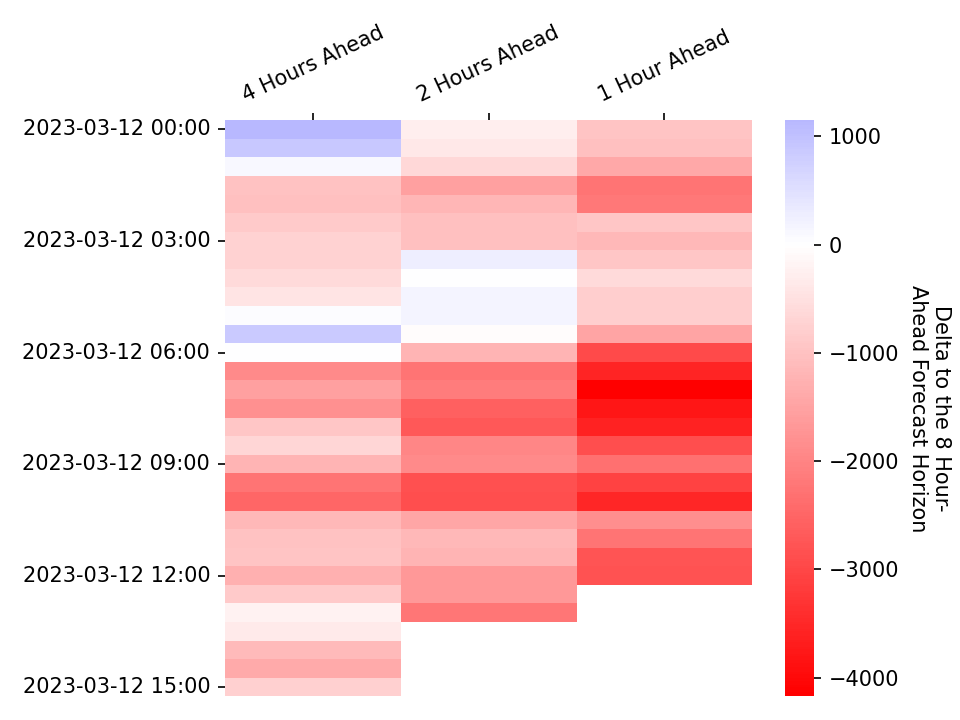 4 Hours Ahead
2 Hours Ahead
1 Hour Ahead
2023-03-12 00:00
2023-03-12 03:00
2023-03-12 06:00
2023-03-12 09:00
2023-03-12 12:00
2023-03-12 15:00
1000
0
−1000
−2000
−3000
−4000
Delta to the 8 Hour-
Ahead Forecast Horizon